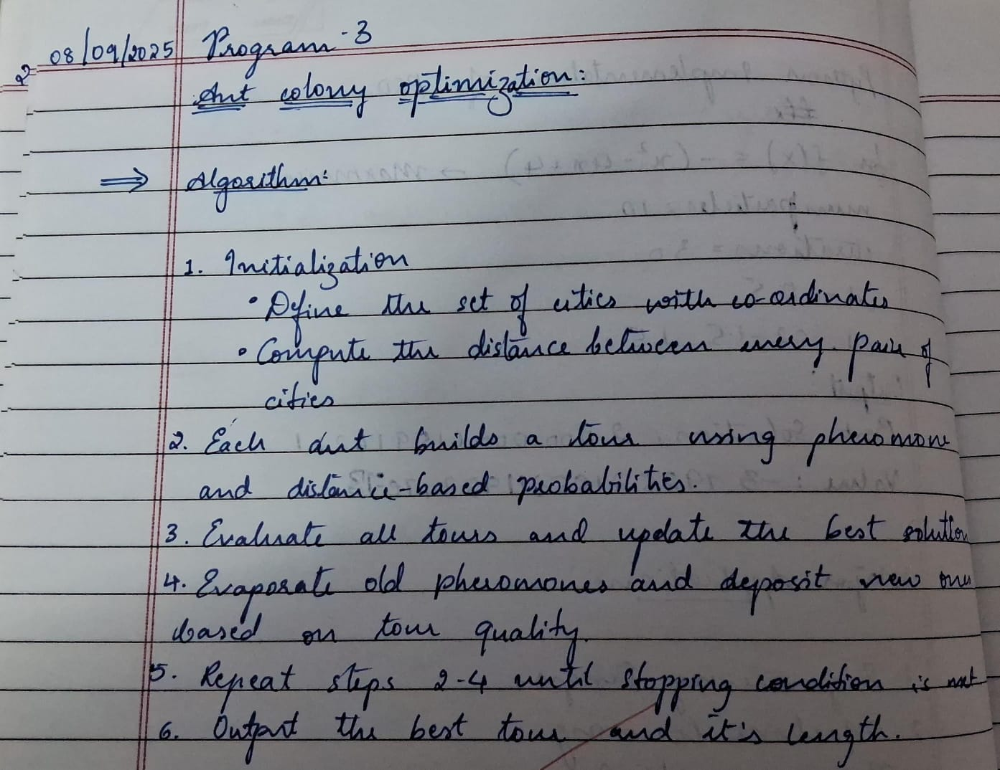 08/09/2025 Program-3
Ant colony optimization:
⇒ Algorithm:
1. Initialization
• Define the set of cities with co-ordinates
• Compute the distance between every pair of
cities
2. Each ant builds a tour using pheromone
and distance-based probabilities.
3. Evaluate all tours and update the best solution
4. Evaporate old pheromones and deposit new ones
based on tour quality.
5. Repeat steps 2-4 until stopping condition is met
6. Output the best tour and it's length.